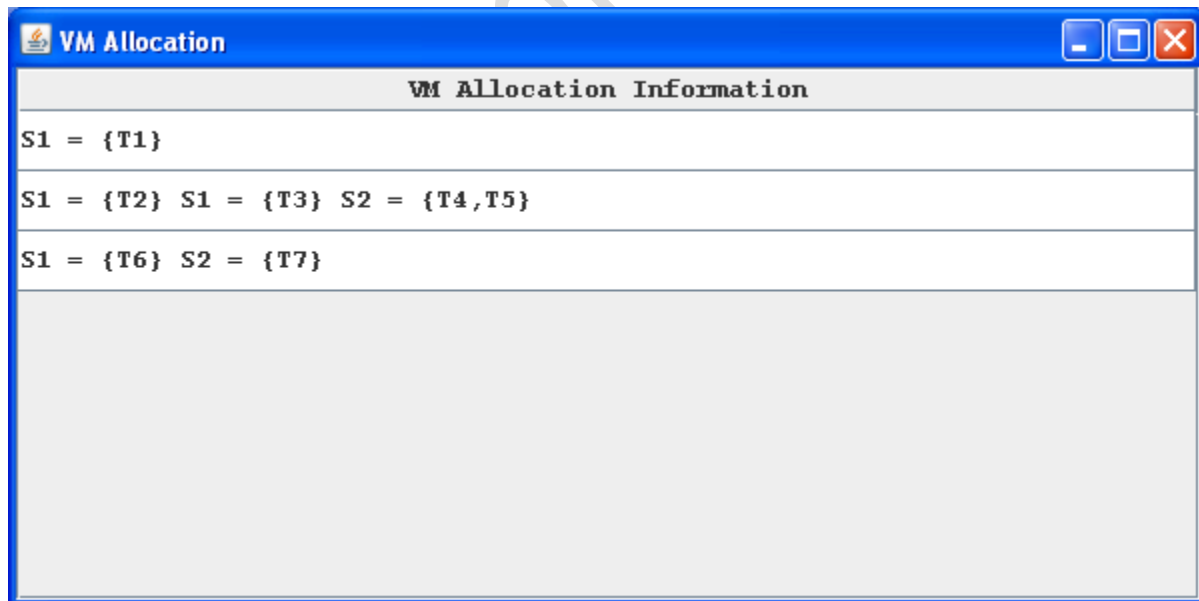 VM Allocation
VM Allocation Information
S1 = {T1}
S1 = {T2} S1 = {T3} S2 = {T4,T5}
S1 = {T6} S2 = {T7}